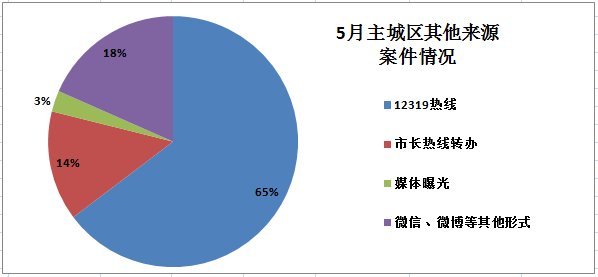 5月主城区其他来源
案件情况
18%
3%
14%
65%
12319热线
市长热线转办
媒体曝光
微信、微博等其他形式